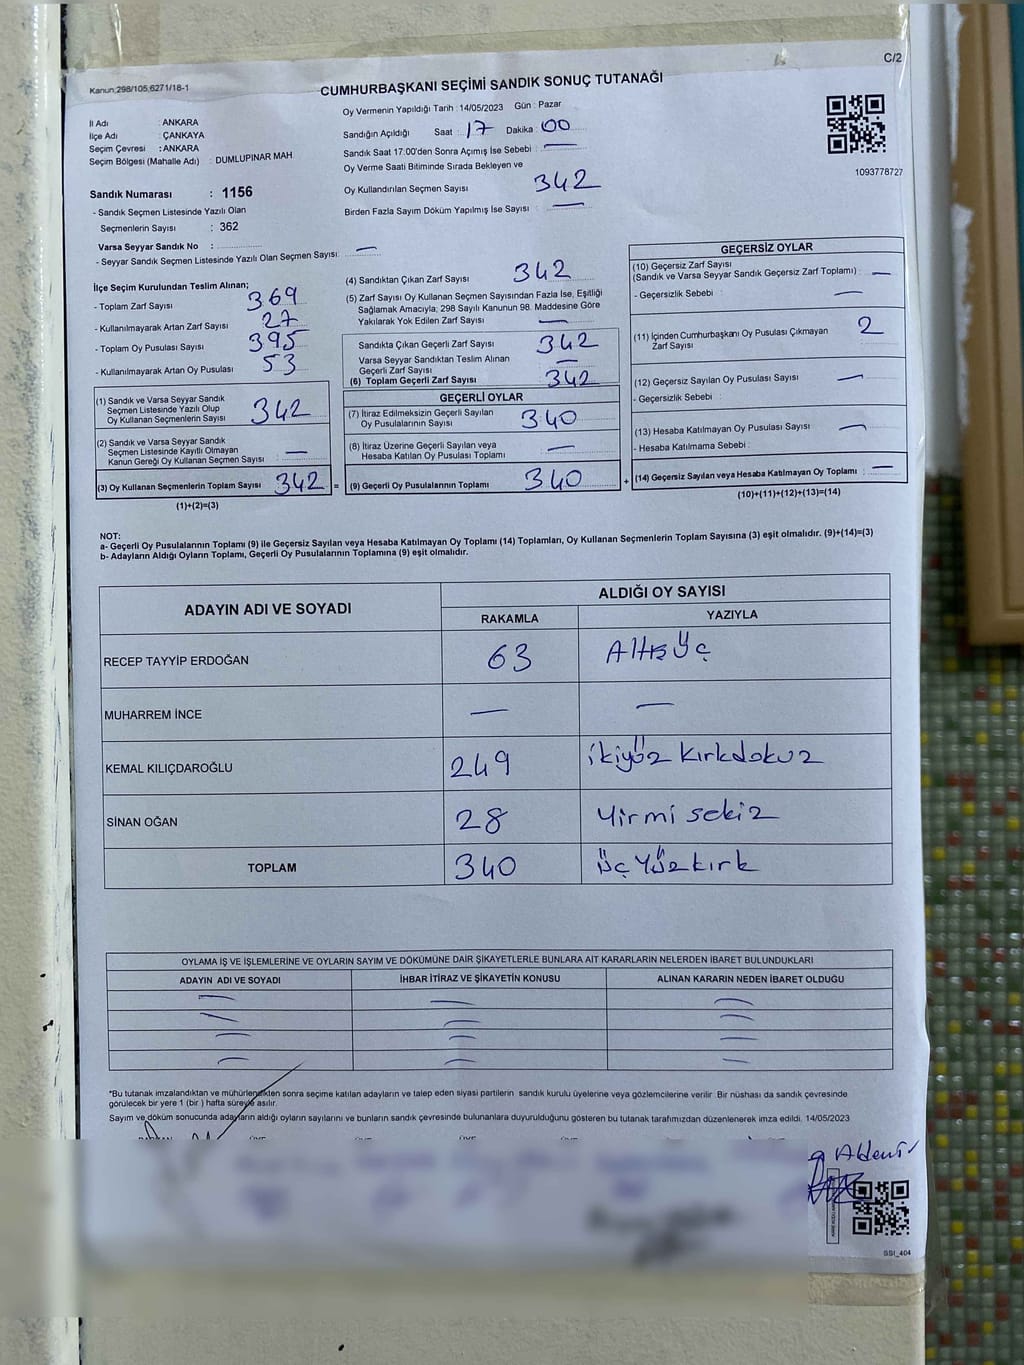 C/2
Kanun;298/105,6271/18-1
CUMHURBAŞKANI SEÇİMİ SANDIK SONUÇ TUTANAĞI
İl Adı : ANKARA
İlçe Adı : ÇANKAYA
Seçim Çevresi : ANKARA
Seçim Bölgesi (Mahalle Adı) : DUMLUPINAR MAH
Oy Vermenin Yapıldığı Tarih : 14/05/2023 Gün : Pazar
Sandığın Açıldığı Saat : 17 Dakika : 00
Sandık Saat 17:00'den Sonra Açımış İse Sebebi : —
Oy Verme Saati Bitiminde Sırada Bekleyen ve
Oy Kullandırılan Seçmen Sayısı 342
Birden Fazla Sayım Döküm Yapılmış İse Sayısı : —
1093778727
Sandık Numarası : 1156
- Sandık Seçmen Listesinde Yazılı Olan
Seçmenlerin Sayısı : 362
Varsa Seyyar Sandık No :
- Seyyar Sandık Seçmen Listesinde Yazılı Olan Seçmen Sayısı: —
İlçe Seçim Kurulundan Teslim Alınan;
- Toplam Zarf Sayısı 369
- Kullanılmayarak Artan Zarf Sayısı 27
- Toplam Oy Pusulası Sayısı 395
- Kullanılmayarak Artan Oy Pusulası 53
(1) Sandık ve Varsa Seyyar Sandık
Seçmen Listesinde Yazılı Olup
Oy Kullanan Seçmenlerin Sayısı 342
(2) Sandık ve Varsa Seyyar Sandık
Seçmen Listesinde Kayıtlı Olmayan
Kanun Gereği Oy Kullanan Seçmen Sayısı : —
(3) Oy Kullanan Seçmenlerin Toplam Sayısı 342 =
(1)+(2)=(3)
(4) Sandıktan Çıkan Zarf Sayısı 342
(5) Zarf Sayısı Oy Kullanan Seçmen Sayısından Fazla İse, Eşitliği
Sağlamak Amacıyla; 298 Sayılı Kanunun 98. Maddesine Göre
Yakılarak Yok Edilen Zarf Sayısı —
Sandıkta Çıkan Geçerli Zarf Sayısı 342
Varsa Seyyar Sandıktan Teslim Alınan
Geçerli Zarf Sayısı —
(6) Toplam Geçerli Zarf Sayısı 342
GEÇERLİ OYLAR
(7) İtiraz Edilmeksizin Geçerli Sayılan
Oy Pusulalarının Sayısı 340
(8) İtiraz Üzerine Geçerli Sayılan veya
Hesaba Katılan Oy Pusulası Toplamı —
(9) Geçerli Oy Pusulalarının Toplamı 340 +
GEÇERSİZ OYLAR
(10) Geçersiz Zarf Sayısı
(Sandık ve Varsa Seyyar Sandık Geçersiz Zarf Toplamı) : —
- Geçersizlik Sebebi : —
(11) İçinden Cumhurbaşkanı Oy Pusulası Çıkmayan
Zarf Sayısı 2
(12) Geçersiz Sayılan Oy Pusulası Sayısı —
- Geçersizlik Sebebi :
(13) Hesaba Katılmayan Oy Pusulası Sayısı —
- Hesaba Katılmama Sebebi :
(14) Geçersiz Sayılan veya Hesaba Katılmayan Oy Toplamı —
(10)+(11)+(12)+(13)=(14)
NOT:
a- Geçerli Oy Pusulalarının Toplamı (9) ile Geçersiz Sayılan veya Hesaba Katılmayan Oy Toplamı (14) Toplamları, Oy Kullanan Seçmenlerin Toplam Sayısına (3) eşit olmalıdır. (9)+(14)=(3)
b- Adayların Aldığı Oyların Toplamı, Geçerli Oy Pusulalarının Toplamına (9) eşit olmalıdır.
ADAYIN ADI VE SOYADI ALDIĞI OY SAYISI
RAKAMLA YAZIYLA
RECEP TAYYİP ERDOĞAN 63 Altmış Üç
MUHARREM İNCE — —
KEMAL KILIÇDAROĞLU 249 ikiyüz kırkdokuz
SİNAN OĞAN 28 Yirmi sekiz
TOPLAM 340 Üç Yüz kırk
OYLAMA İŞ VE İŞLEMLERİNE VE OYLARIN SAYIM VE DÖKÜMÜNE DAİR ŞİKAYETLERLE BUNLARA AİT KARARLARIN NELERDEN İBARET BULUNDUKLARI
ADAYIN ADI VE SOYADI İHBAR İTİRAZ VE ŞİKAYETİN KONUSU ALINAN KARARIN NEDEN İBARET OLDUĞU
— — —
— — —
— — —
— — —
*Bu tutanak imzalandıktan ve mühürlendikten sonra seçime katılan adayların ve talep eden siyasi partilerin sandık kurulu üyelerine veya gözlemcilerine verilir. Bir nüshası da sandık çevresinde
görülecek bir yere 1 (bir ) hafta süreyle asılır.
Sayım ve döküm sonucunda adayların aldığı oyların sayılarını ve bunların sandık çevresinde bulunanlara duyurulduğunu gösteren bu tutanak tarafımızdan düzenlenerek imza edildi. 14/05/2023
SSI_404